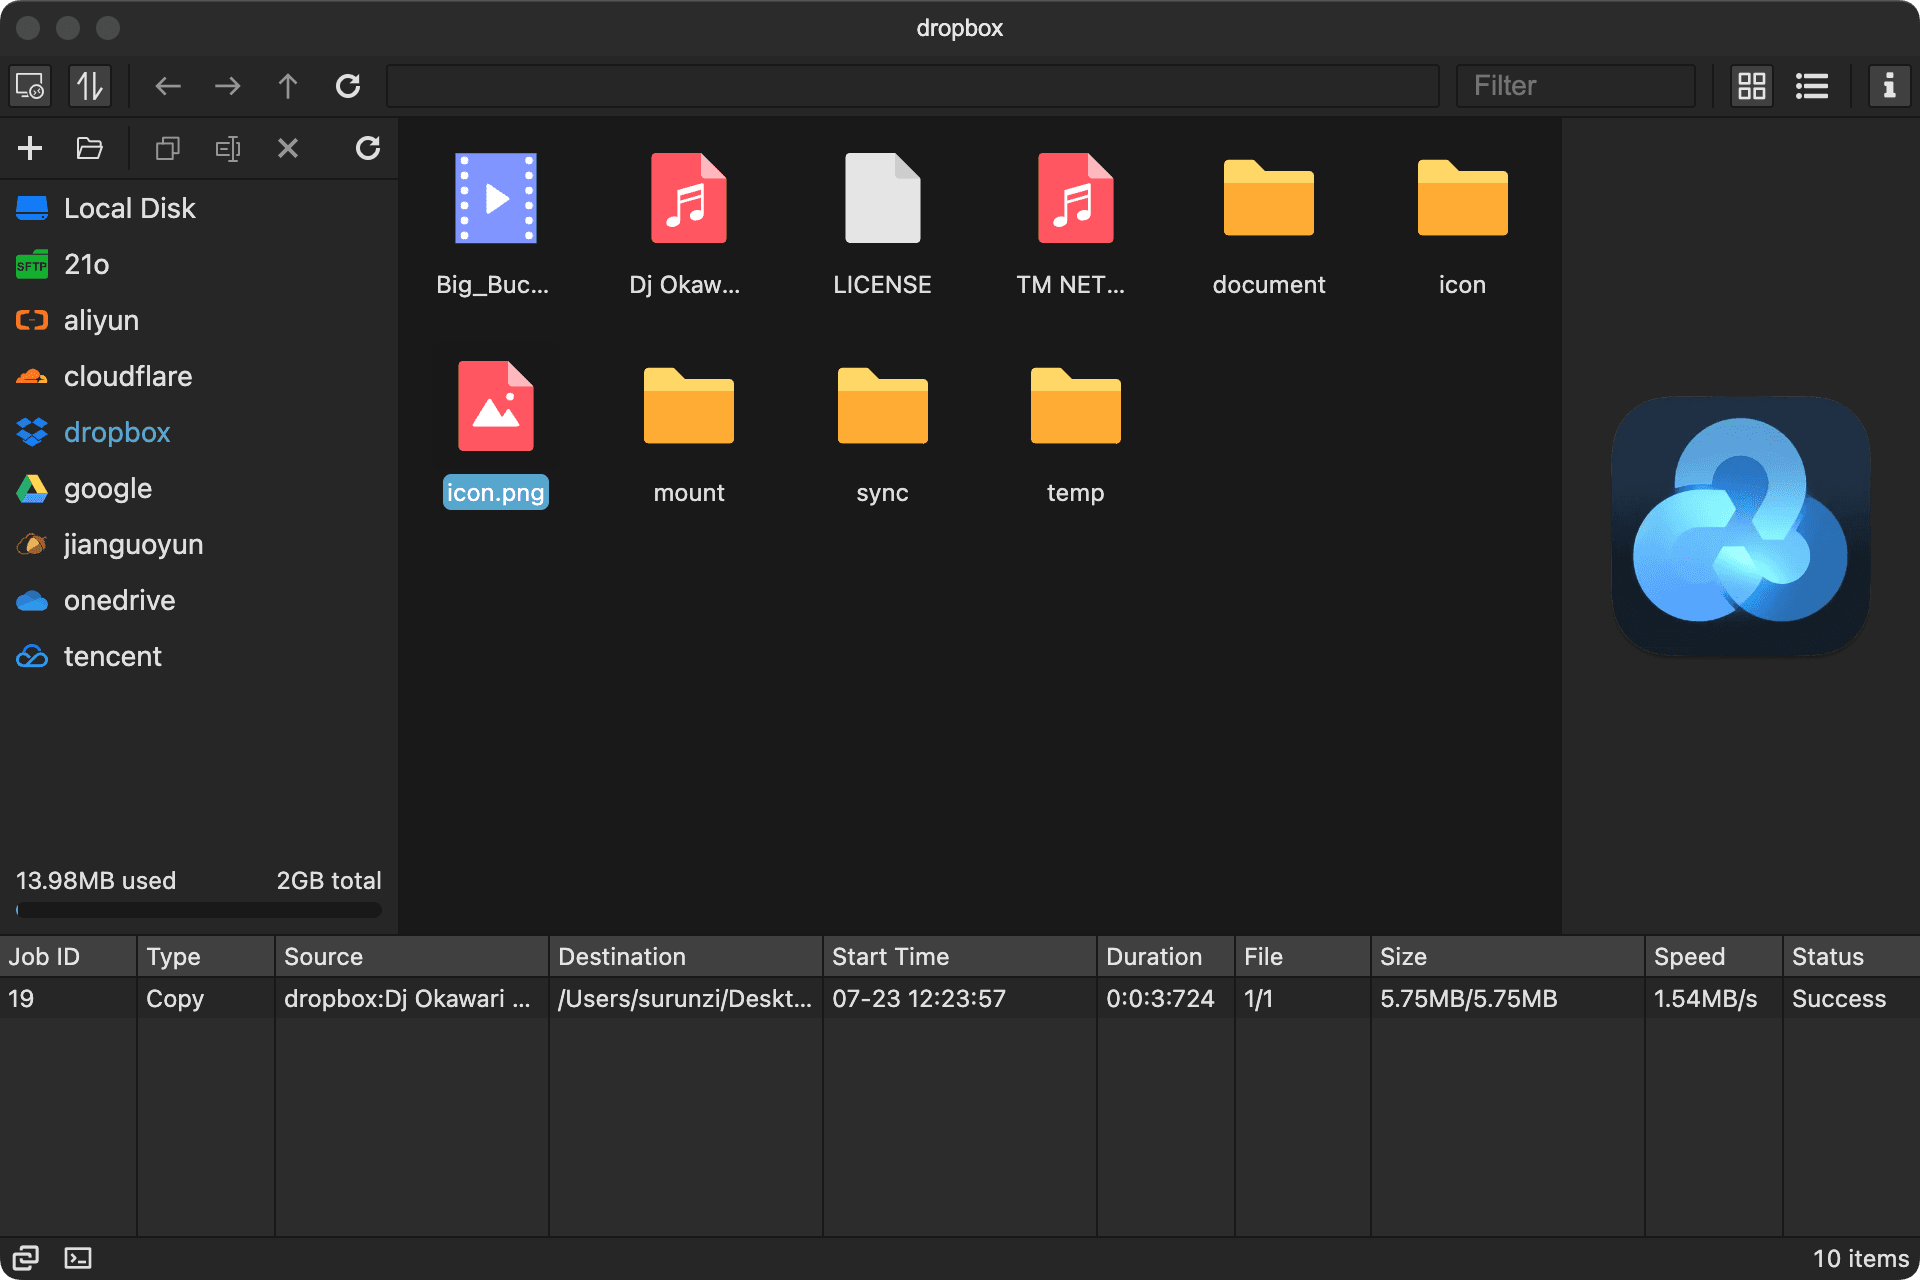 dropbox
Filter
Local Disk
SFTP
21o
aliyun
cloudflare
dropbox
google
jianguoyun
onedrive
tencent
13.98MB used 2GB total
Big_Buc... Dj Okaw... LICENSE TM NET... document icon
icon.png mount sync temp
Job ID Type Source Destination Start Time Duration File Size Speed Status
19 Copy dropbox:Dj Okawari ... /Users/surunzi/Deskt... 07-23 12:23:57 0:0:3:724 1/1 5.75MB/5.75MB 1.54MB/s Success
10 items